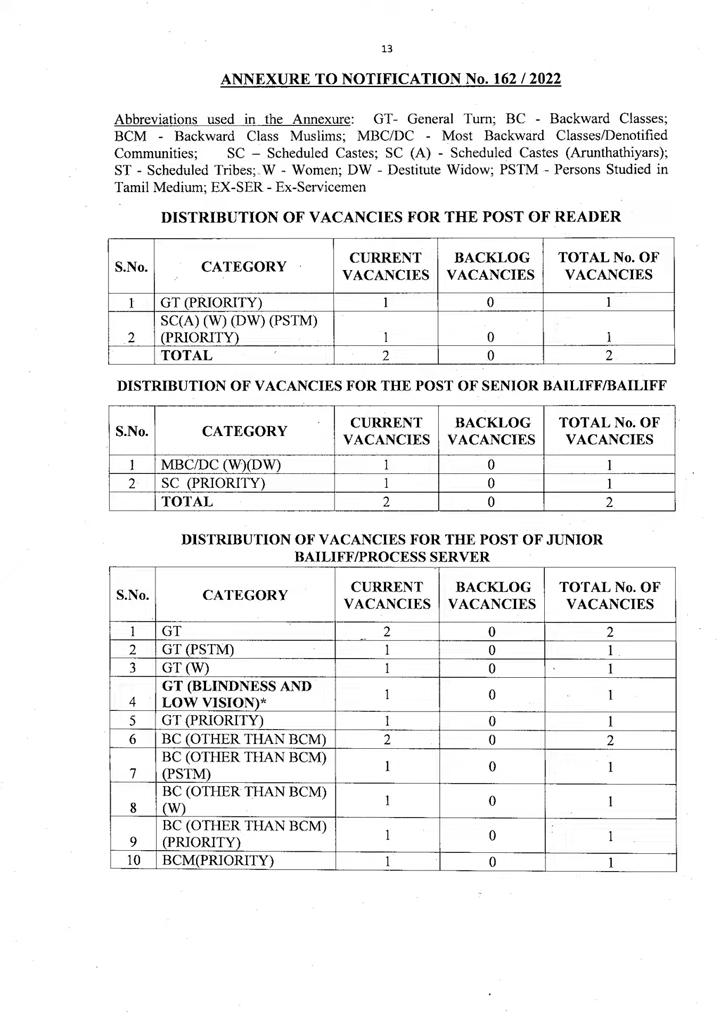 13
ANNEXURE TO NOTIFICATION No. 162 / 2022
Abbreviations used in the Annexure: GT- General Turn; BC - Backward Classes;
BCM - Backward Class Muslims; MBC/DC - Most Backward Classes/Denotified
Communities; SC – Scheduled Castes; SC (A) - Scheduled Castes (Arunthathiyars);
ST - Scheduled Tribes; W - Women; DW - Destitute Widow; PSTM - Persons Studied in
Tamil Medium; EX-SER - Ex-Servicemen
DISTRIBUTION OF VACANCIES FOR THE POST OF READER
S.No. CATEGORY CURRENT VACANCIES BACKLOG VACANCIES TOTAL No. OF VACANCIES
1 GT (PRIORITY) 1 0 1
SC(A) (W) (DW) (PSTM)
2 (PRIORITY) 1 0 1
TOTAL 2 0 2
DISTRIBUTION OF VACANCIES FOR THE POST OF SENIOR BAILIFF/BAILIFF
S.No. CATEGORY CURRENT VACANCIES BACKLOG VACANCIES TOTAL No. OF VACANCIES
1 MBC/DC (W)(DW) 1 0 1
2 SC (PRIORITY) 1 0 1
TOTAL 2 0 2
DISTRIBUTION OF VACANCIES FOR THE POST OF JUNIOR
BAILIFF/PROCESS SERVER
S.No. CATEGORY CURRENT VACANCIES BACKLOG VACANCIES TOTAL No. OF VACANCIES
1 GT 2 0 2
2 GT (PSTM) 1 0 1
3 GT (W) 1 0 1
GT (BLINDNESS AND
4 LOW VISION)* 1 0 1
5 GT (PRIORITY) 1 0 1
6 BC (OTHER THAN BCM) 2 0 2
BC (OTHER THAN BCM)
7 (PSTM) 1 0 1
BC (OTHER THAN BCM)
8 (W) 1 0 1
BC (OTHER THAN BCM)
9 (PRIORITY) 1 0 1
10 BCM(PRIORITY) 1 0 1